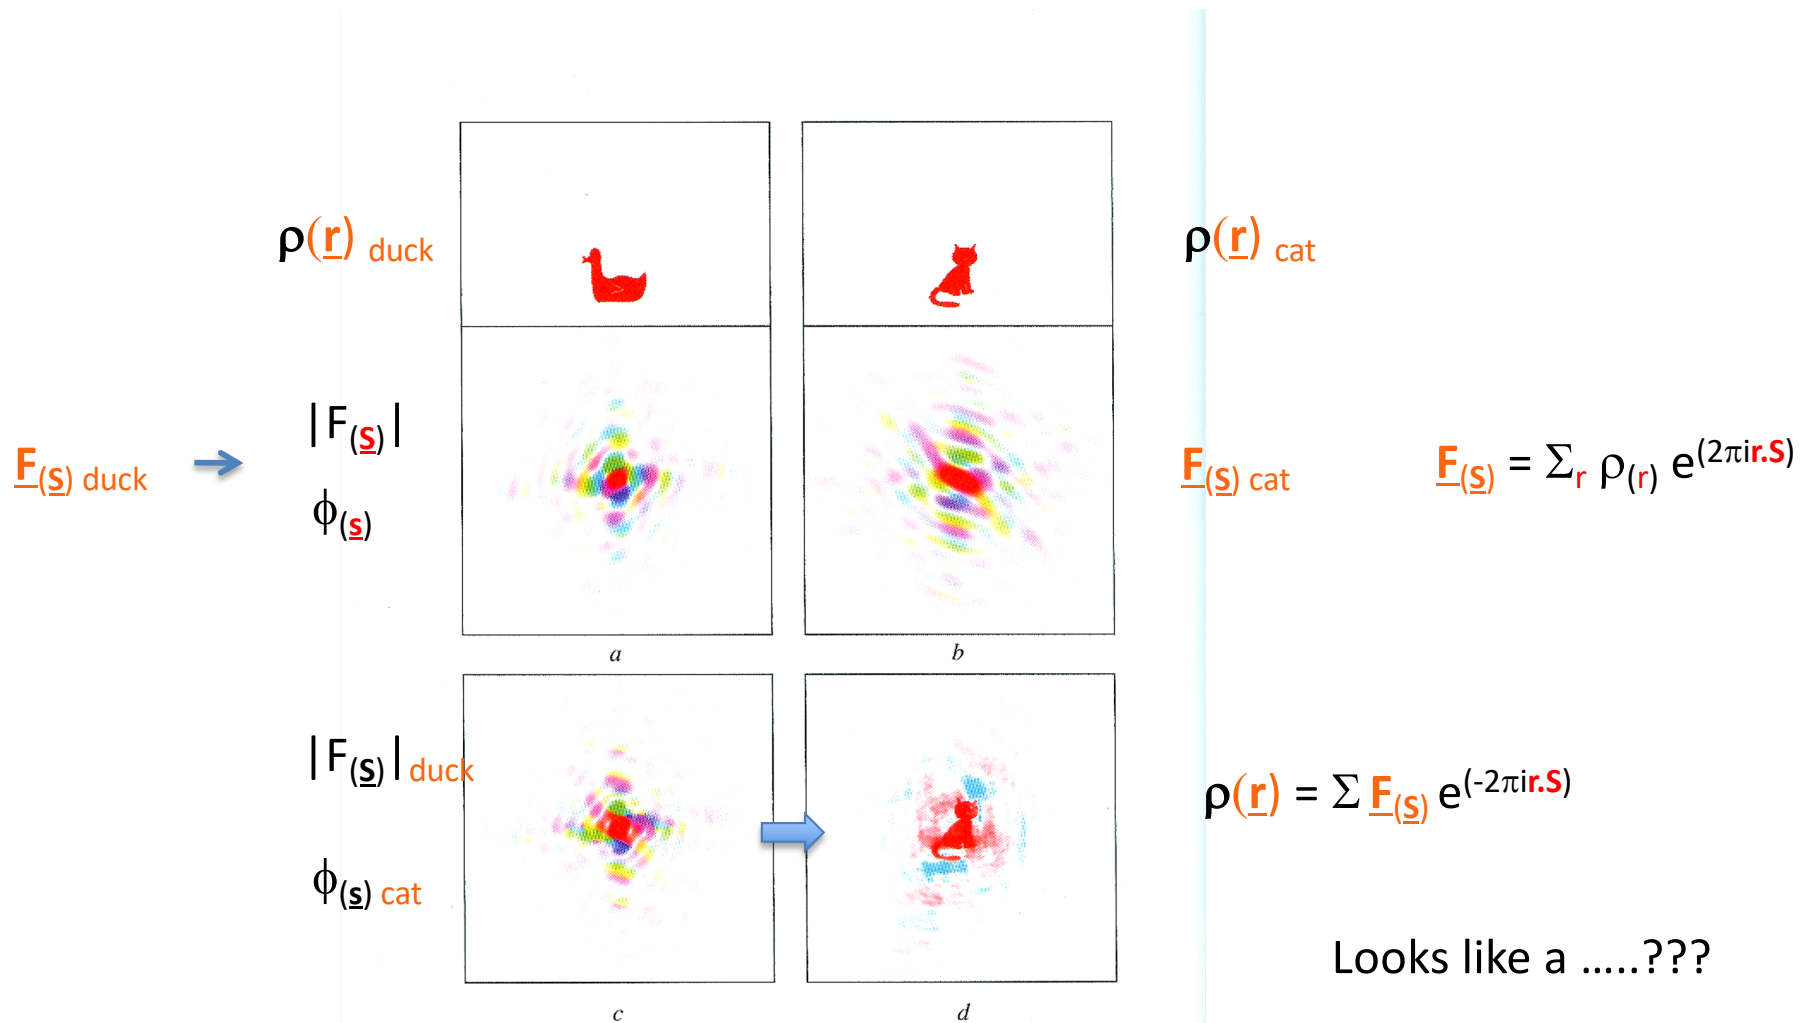 ρ(r) duck
ρ(r) cat
|F(s)|
F(s) duck
ϕ(s)
F(s) cat
F(s) = Σr ρ(r) e(2πir.S)
a
b
|F(s)| duck
ϕ(s) cat
ρ(r) = Σ F(s) e(-2πir.S)
Looks like a .....???
c
d